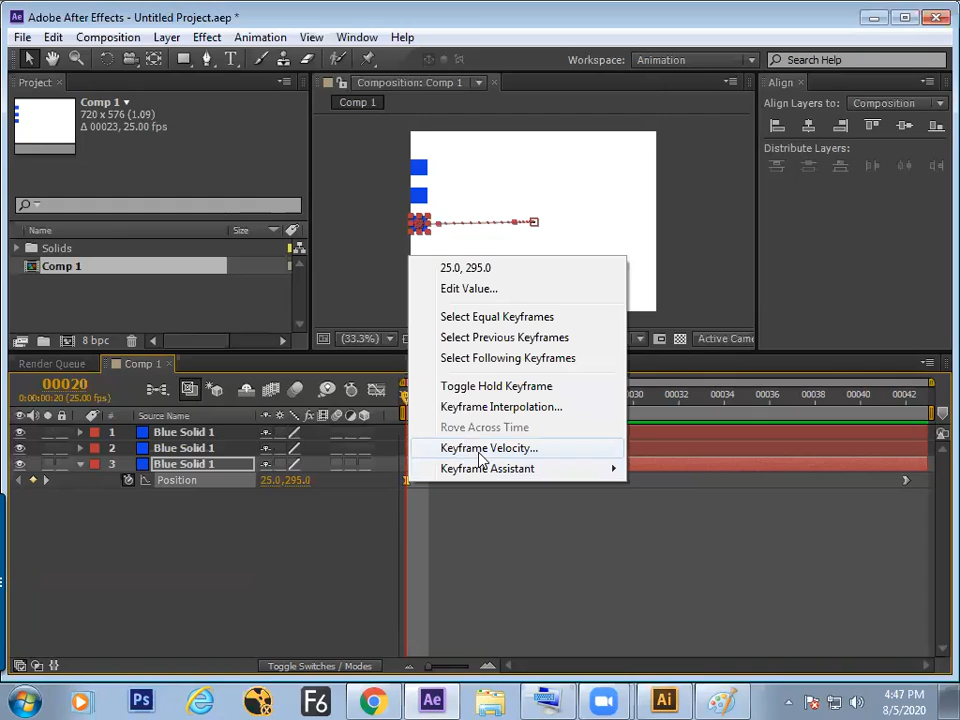 Adobe After Effects - Untitled Project.aep *
File Edit Composition Layer Effect Animation View Window Help
Workspace: Animation
Search Help
Project
Composition: Comp 1
Align
Comp 1
720 x 576 (1.09)
Δ 00023, 25.00 fps
Comp 1
Align Layers to: Composition
Distribute Layers:
Name Size
Solids
Comp 1
8 bpc
(33.3%)
Active Came
25.0, 295.0
Edit Value...
Select Equal Keyframes
Select Previous Keyframes
Select Following Keyframes
Toggle Hold Keyframe
Keyframe Interpolation...
Rove Across Time
Keyframe Velocity...
Keyframe Assistant
Render Queue
Comp 1
00020
0:00:00:20 (25.00 fps)
00030 00032 00034 00036 00038 00040 00042
# Source Name
1 Blue Solid 1
2 Blue Solid 1
3 Blue Solid 1
Position 25.0,295.0
Toggle Switches / Modes
Ps F6 Ae Ai
4:47 PM
8/5/2020